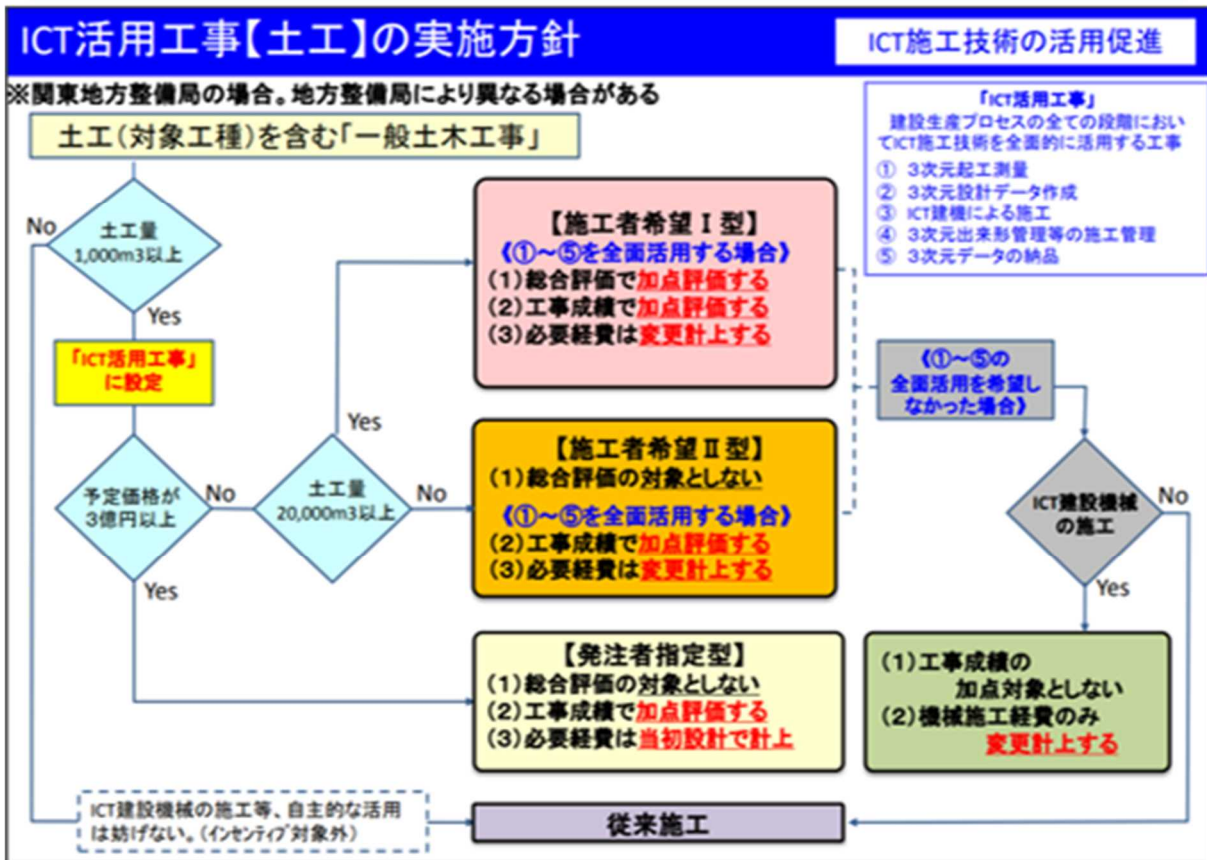 ICT活用工事【土工】の実施方針
ICT施工技術の活用促進
※関東地方整備局の場合。地方整備局により異なる場合がある
土工(対象工種)を含む「一般土木工事」
「ICT活用工事」
建設生産プロセスの全ての段階におい
てICT施工技術を全面的に活用する工事
① 3次元起工測量
② 3次元設計データ作成
③ ICT建機による施工
④ 3次元出来形管理等の施工管理
⑤ 3次元データの納品
No
土工量
1,000m3以上
Yes
「ICT活用工事」
に設定
予定価格が
3億円以上
No
Yes
土工量
20,000m3以上
Yes
No
【施工者希望Ⅰ型】
《①～⑤を全面活用する場合》
(1)総合評価で加点評価する
(2)工事成績で加点評価する
(3)必要経費は変更計上する
【施工者希望Ⅱ型】
(1)総合評価の対象としない
《①～⑤を全面活用する場合》
(2)工事成績で加点評価する
(3)必要経費は変更計上する
【発注者指定型】
(1)総合評価の対象としない
(2)工事成績で加点評価する
(3)必要経費は当初設計で計上
《①～⑤の
全面活用を希望し
なかった場合》
ICT建設機械
の施工
No
Yes
(1)工事成績の
加点対象としない
(2)機械施工経費のみ
変更計上する
ICT建設機械の施工等、自主的な活用
は妨げない。(インセンティブ対象外)
従来施工